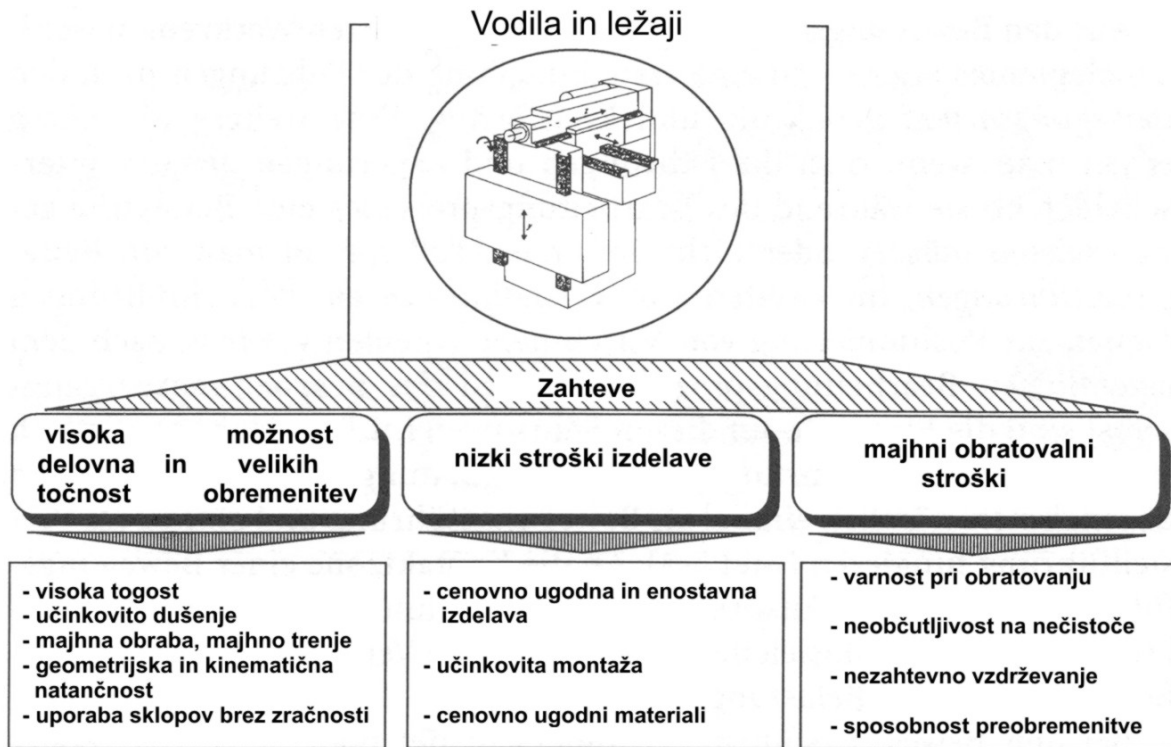 Vodila in ležaji
Zahteve
visoka možnost
delovna in velikih
točnost obremenitev
nizki stroški izdelave
majhni obratovalni
stroški
- visoka togost
- učinkovito dušenje
- majhna obraba, majhno trenje
- geometrijska in kinematična
natančnost
- uporaba sklopov brez zračnosti
- cenovno ugodna in enostavna
izdelava
- učinkovita montaža
- cenovno ugodni materiali
- varnost pri obratovanju
- neobčutljivost na nečistoče
- nezahtevno vzdrževanje
- sposobnost preobremenitve